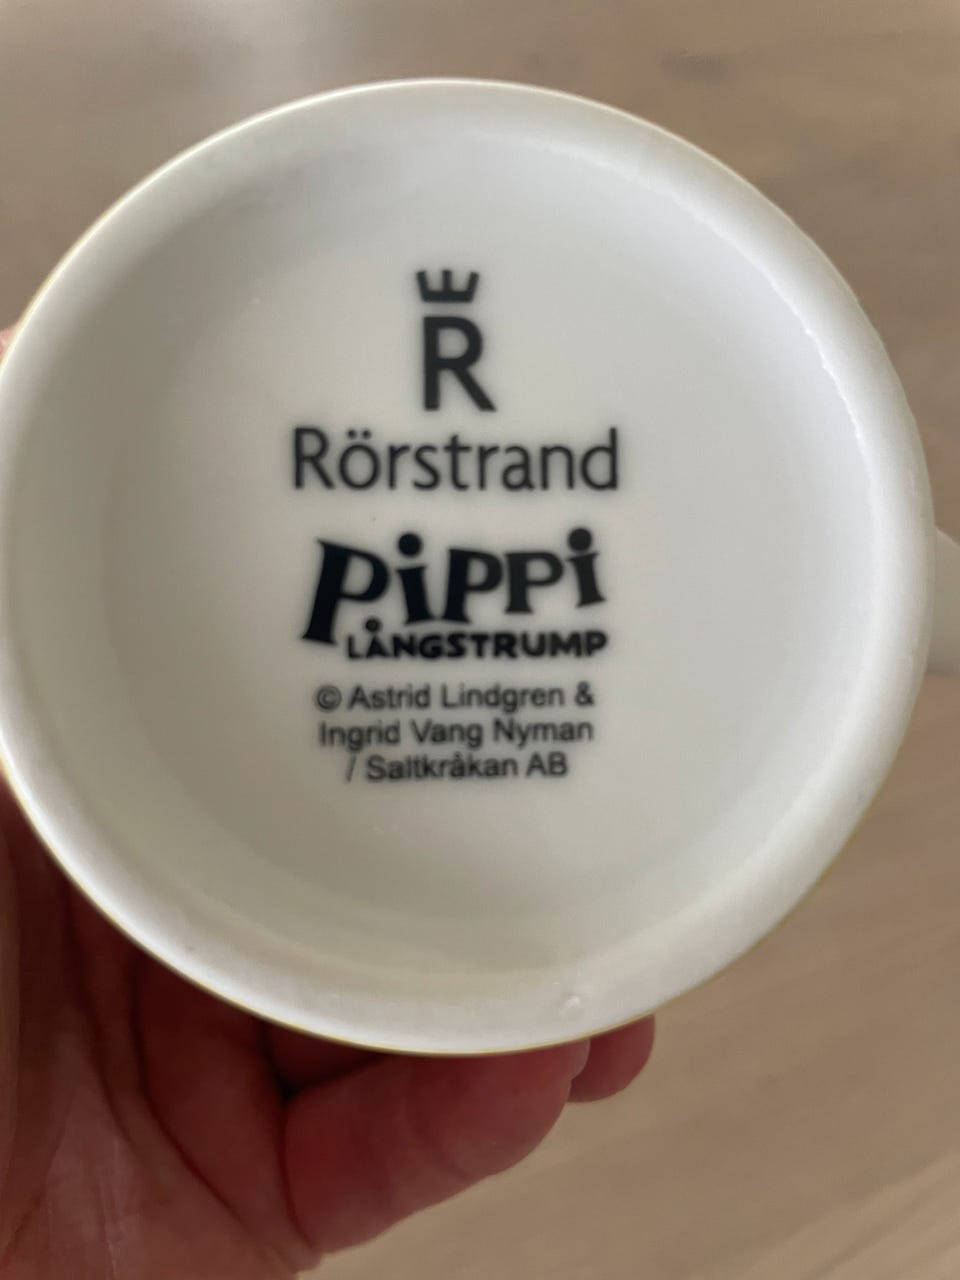 R
Rörstrand
PiPPi
LÅNGSTRUMP
© Astrid Lindgren &
Ingrid Vang Nyman
/ Saltkråkan AB